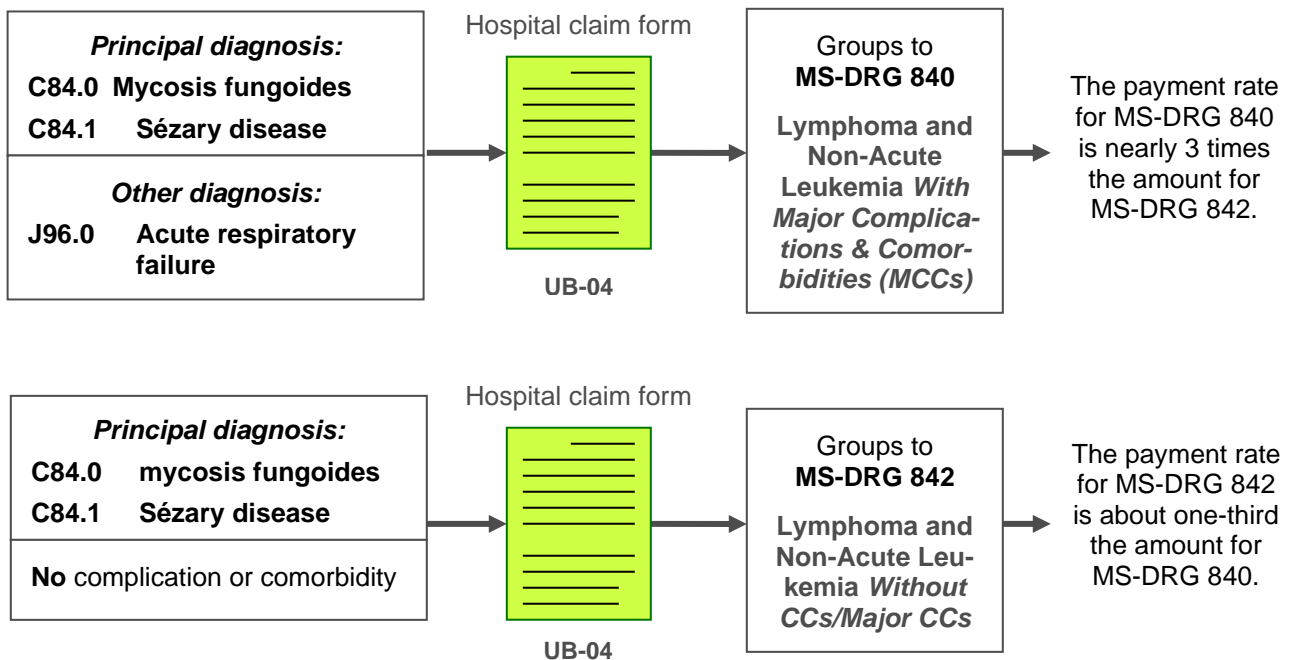 Principal diagnosis:
C84.0 Mycosis fungoides
C84.1 Sézary disease
Other diagnosis:
J96.0 Acute respiratory
failure
Hospital claim form
UB-04
Groups to
MS-DRG 840
Lymphoma and
Non-Acute
Leukemia With
Major Complica-
tions & Comor-
bidities (MCCs)
The payment rate
for MS-DRG 840
is nearly 3 times
the amount for
MS-DRG 842.
Principal diagnosis:
C84.0 mycosis fungoides
C84.1 Sézary disease
No complication or comorbidity
Hospital claim form
UB-04
Groups to
MS-DRG 842
Lymphoma and
Non-Acute Leu-
kemia Without
CCs/Major CCs
The payment rate
for MS-DRG 842
is about one-third
the amount for
MS-DRG 840.